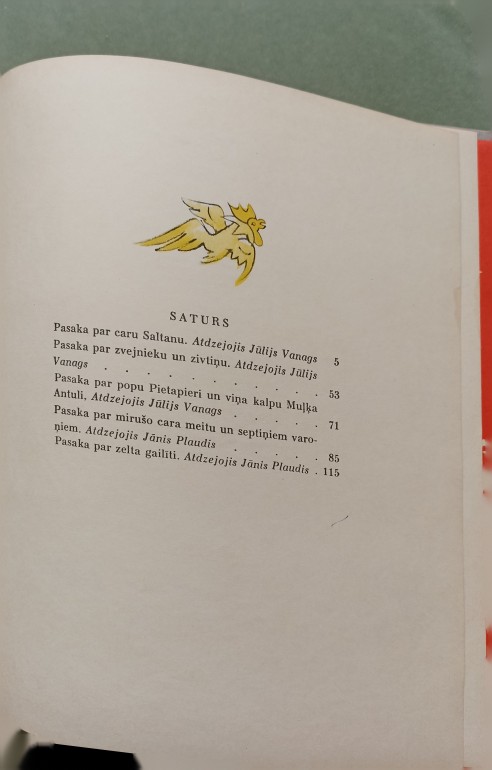 SATURS
Pasaka par caru Saltanu. Atdzejojis Jūlijs Vanags 5
Pasaka par zvejnieku un zivtiņu. Atdzejojis Jūlijs
Vanags . . . . . . . . . . 53
Pasaka par popu Pietapieri un viņa kalpu Muļķa
Antuli. Atdzejojis Jūlijs Vanags . . . . . 71
Pasaka par mirušo cara meitu un septiņiem varo-
ņiem. Atdzejojis Jānis Plaudis . . . . . 85
Pasaka par zelta gailīti. Atdzejojis Jānis Plaudis . 115